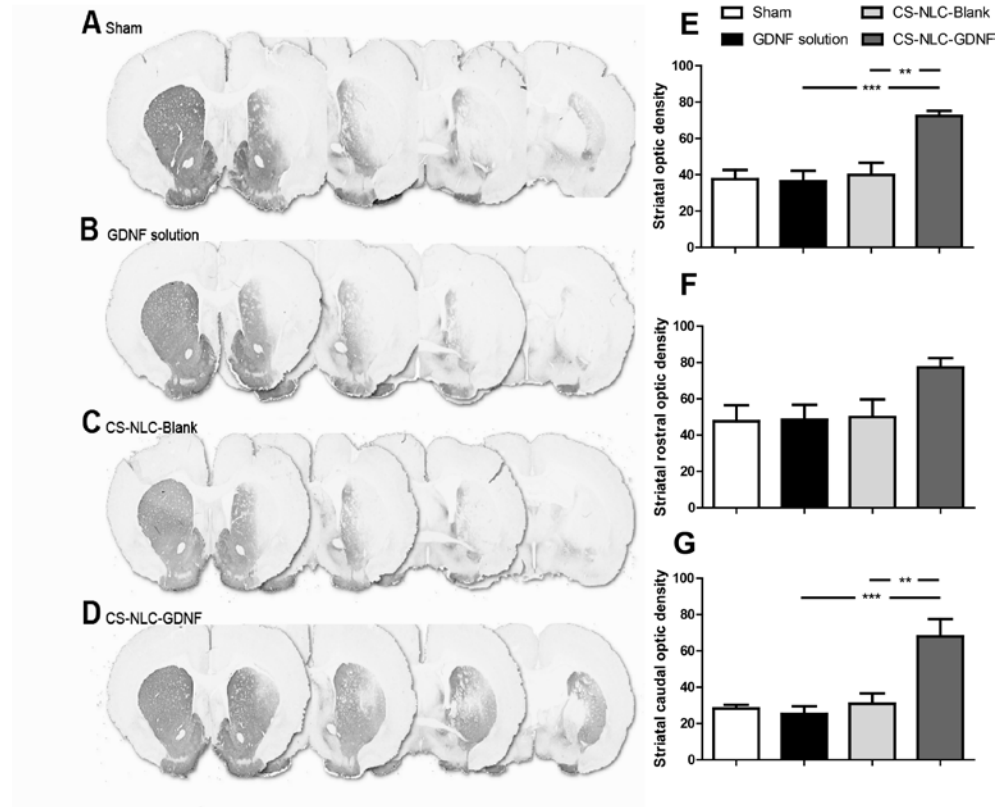 A Sham
B GDNF solution
C CS-NLC-Blank
D CS-NLC-GDNF
E
Sham
CS-NLC-Blank
GDNF solution
CS-NLC-GDNF
Striatal optic density
100
80
60
40
20
0
**
***
F
Striatal rostral optic density
100
80
60
40
20
0
G
Striatal caudal optic density
100
80
60
40
20
0
**
***